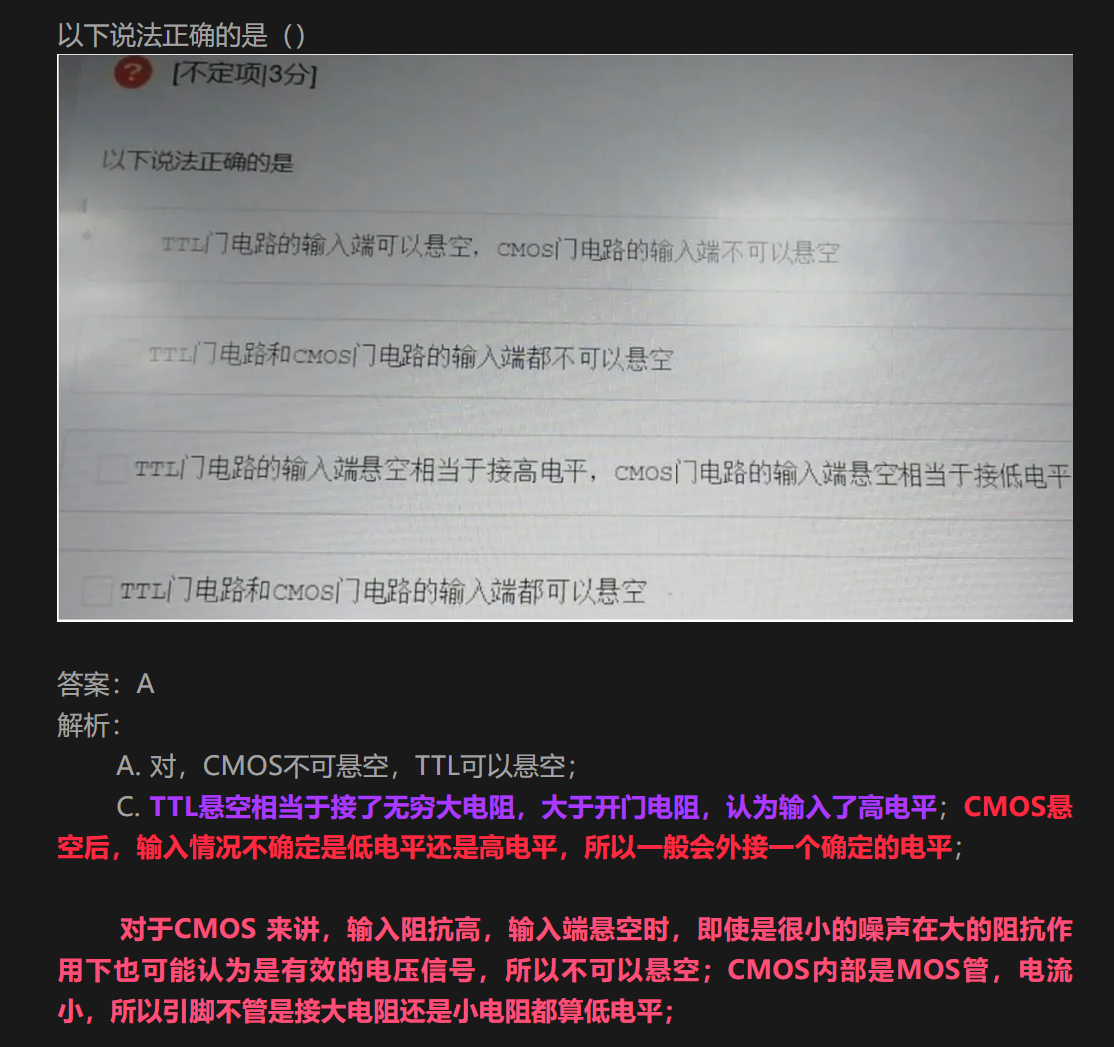 以下说法正确的是（）
? [不定项|3分]
以下说法正确的是
TTL门电路的输入端可以悬空，CMOS门电路的输入端不可以悬空
TTL门电路和CMOS门电路的输入端都不可以悬空
TTL门电路的输入端悬空相当于接高电平，CMOS门电路的输入端悬空相当于接低电平
TTL门电路和CMOS门电路的输入端都可以悬空
答案：A
解析：
A. 对，CMOS不可悬空，TTL可以悬空；
C. TTL悬空相当于接了无穷大电阻，大于开门电阻，认为输入了高电平；CMOS悬
空后，输入情况不确定是低电平还是高电平，所以一般会外接一个确定的电平；
对于CMOS 来讲，输入阻抗高，输入端悬空时，即使是很小的噪声在大的阻抗作
用下也可能认为是有效的电压信号，所以不可以悬空；CMOS内部是MOS管，电流
小，所以引脚不管是接大电阻还是小电阻都算低电平；